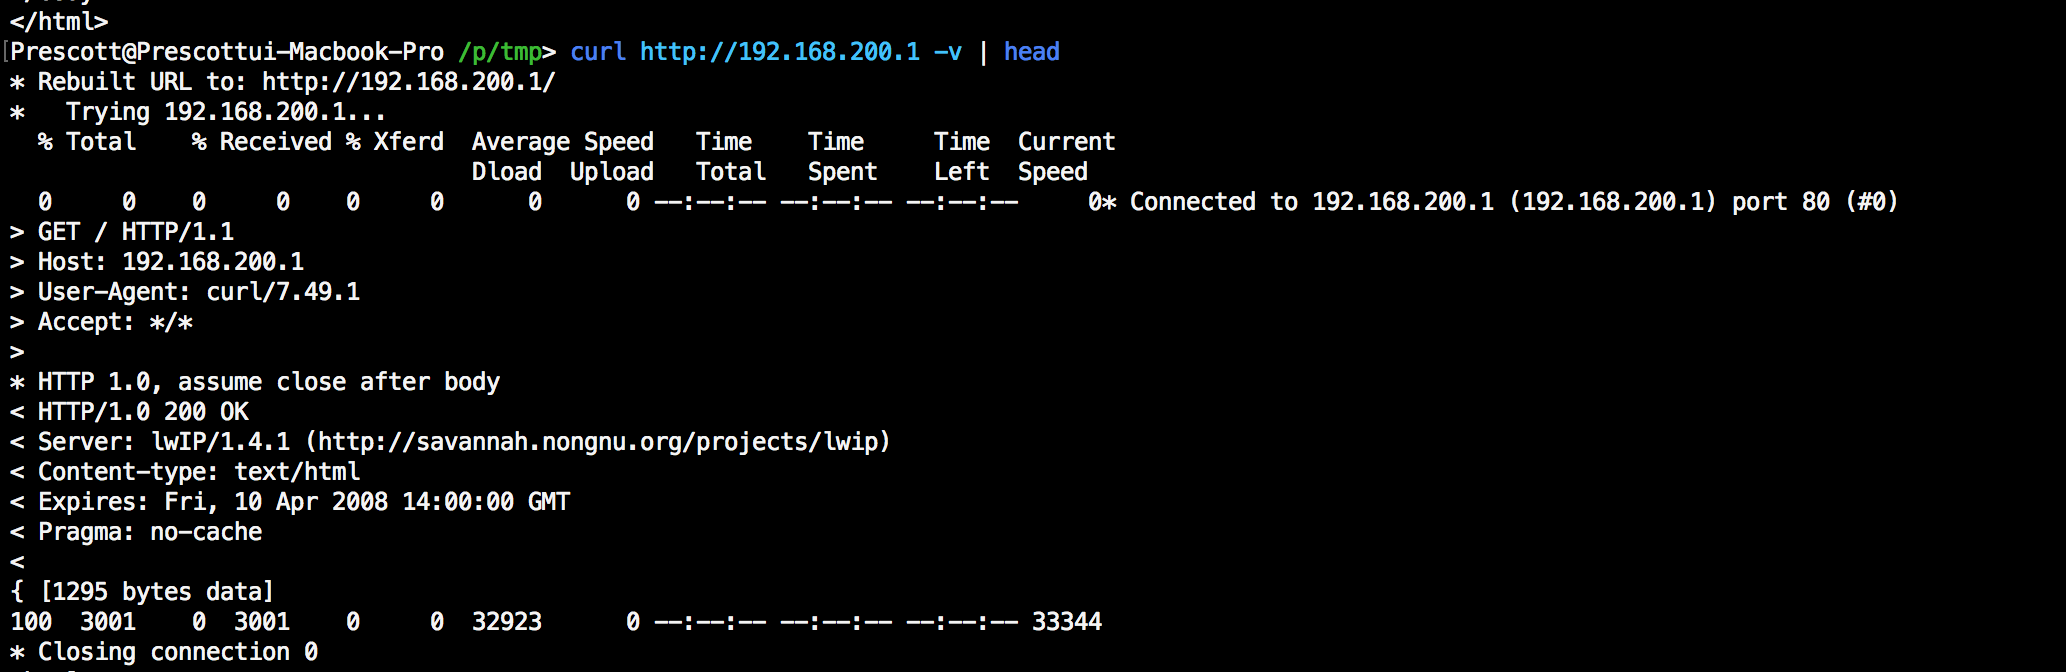 </html>
[Prescott@Prescottui-Macbook-Pro /p/tmp> curl http://192.168.200.1 -v | head
* Rebuilt URL to: http://192.168.200.1/
*   Trying 192.168.200.1...
  % Total    % Received % Xferd  Average Speed   Time    Time     Time  Current
                                 Dload  Upload   Total   Spent    Left  Speed
  0     0    0     0    0     0      0      0 --:--:-- --:--:-- --:--:--     0* Connected to 192.168.200.1 (192.168.200.1) port 80 (#0)
> GET / HTTP/1.1
> Host: 192.168.200.1
> User-Agent: curl/7.49.1
> Accept: */*
>
* HTTP 1.0, assume close after body
< HTTP/1.0 200 OK
< Server: lwIP/1.4.1 (http://savannah.nongnu.org/projects/lwip)
< Content-type: text/html
< Expires: Fri, 10 Apr 2008 14:00:00 GMT
< Pragma: no-cache
<
{ [1295 bytes data]
100  3001    0  3001    0     0  32923      0 --:--:-- --:--:-- --:--:-- 33344
* Closing connection 0